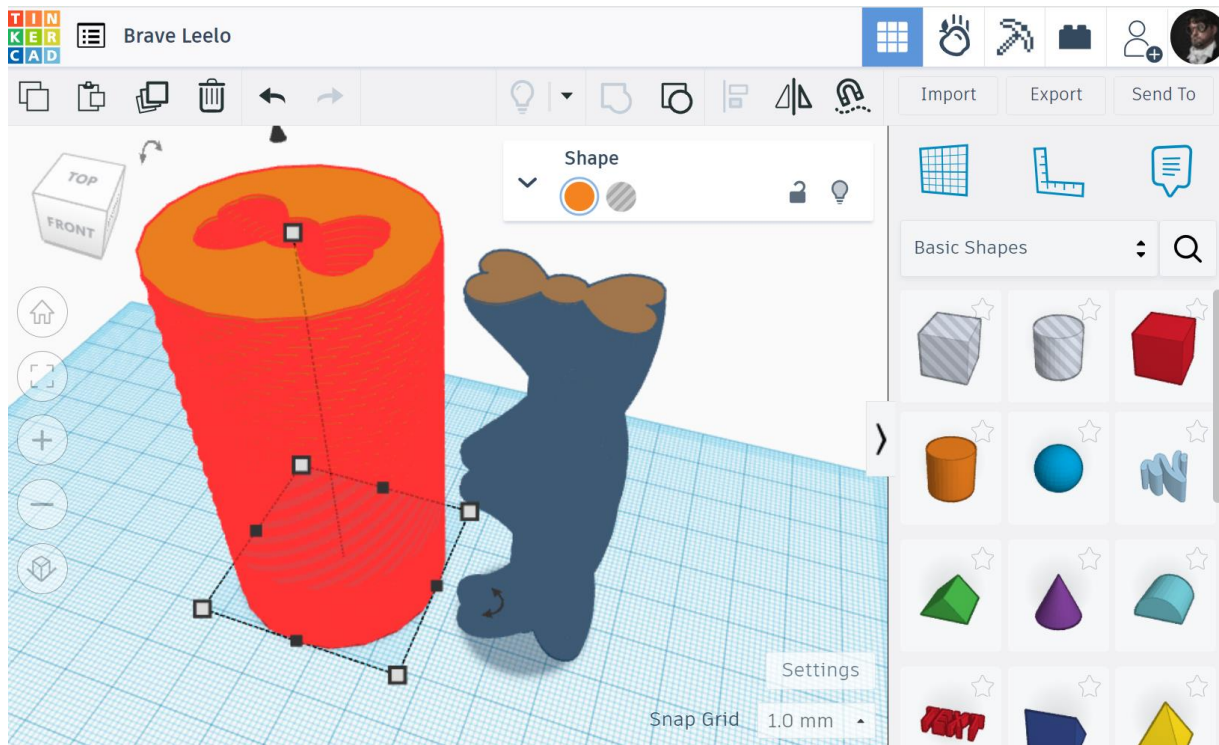 TIN
KER
CAD
Brave Leelo
Import
Export
Send To
TOP
FRONT
Shape
Basic Shapes
TEXT
Settings
Snap Grid 1.0 mm